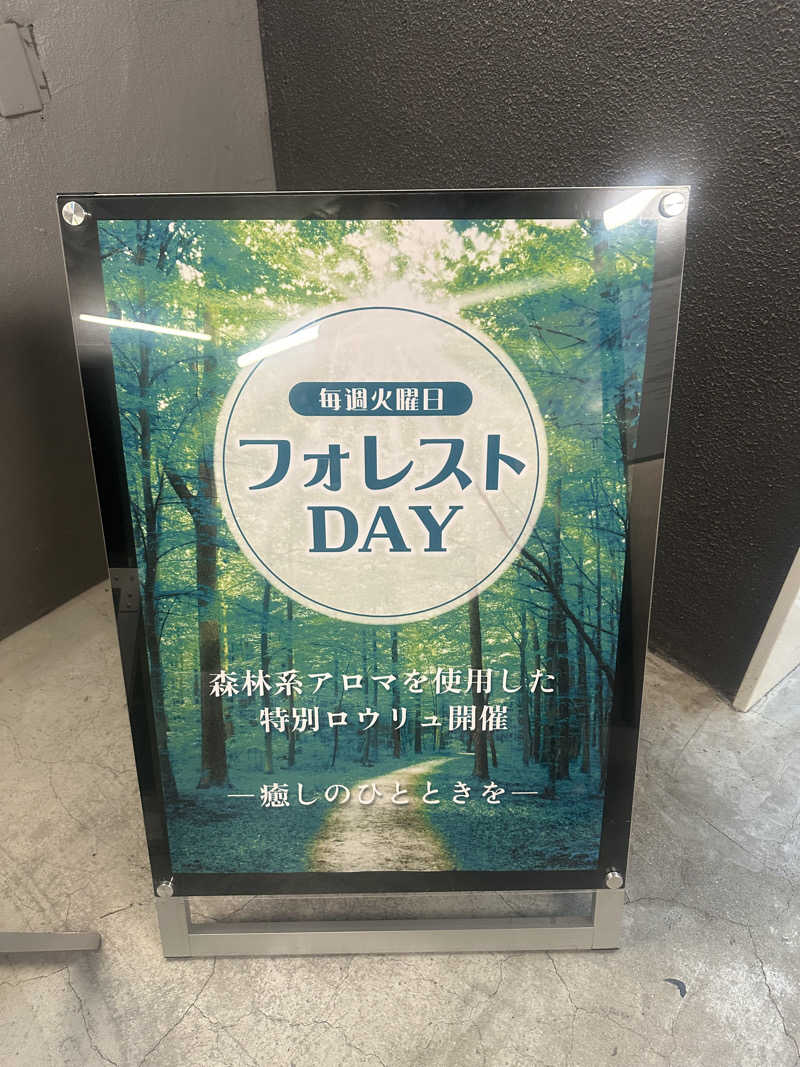 毎週火曜日
フォレスト
DAY
森林系アロマを使用した
特別ロウリュ開催
—癒しのひとときを—